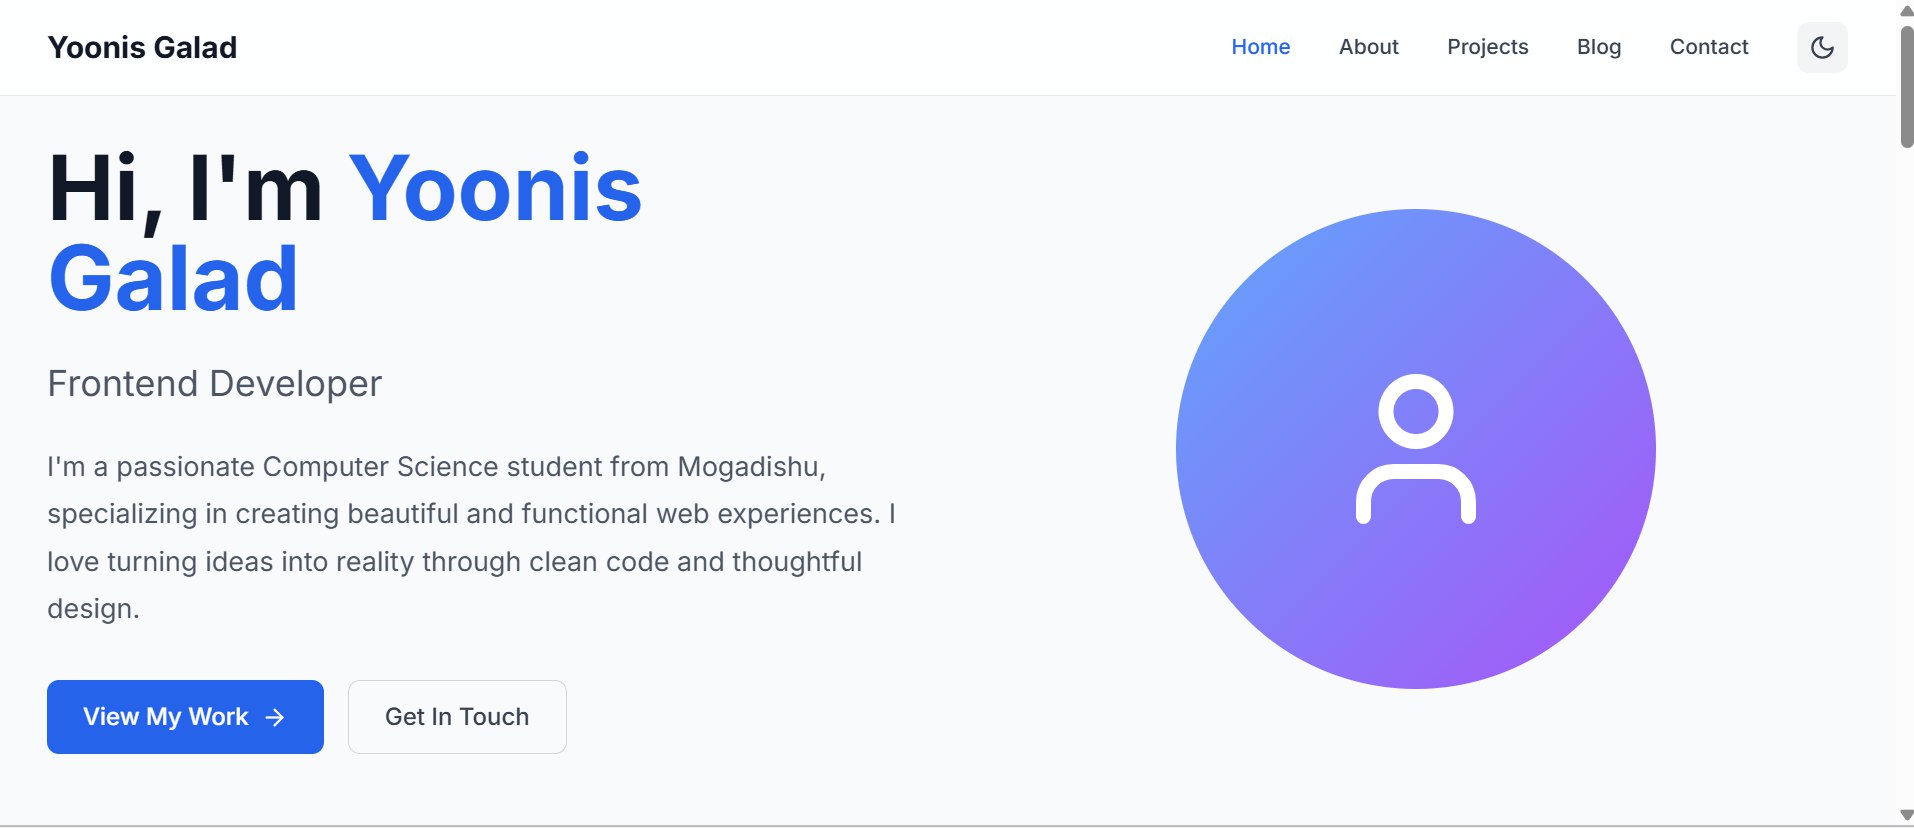 Yoonis Galad
Home About Projects Blog Contact
Hi, I'm Yoonis
Galad
Frontend Developer
I'm a passionate Computer Science student from Mogadishu,
specializing in creating beautiful and functional web experiences. I
love turning ideas into reality through clean code and thoughtful
design.
View My Work
Get In Touch